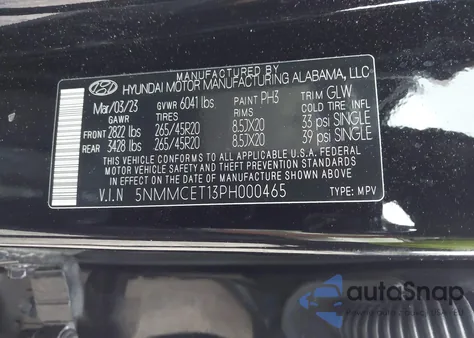 MANUFACTURED BY
HYUNDAI MOTOR MANUFACTURING ALABAMA, LLC
Mar/03/23 GVWR 6041 lbs PAINT PH3 TRIM GLW
GAWR TIRES RIMS COLD TIRE INFL
FRONT 2822 lbs 265/45R20 8.5JX20 33 psi SINGLE
REAR 3428 lbs 265/45R20 8.5JX20 39 psi SINGLE
THIS VEHICLE CONFORMS TO ALL APPLICABLE U.S.A. FEDERAL
MOTOR VEHICLE SAFETY, BUMPER, AND THEFT PREVENTION STANDARDS
IN EFFECT ON THE DATE OF MANUFACTURE SHOWN ABOVE.
V.I.N 5NMMCET13PH000465 TYPE: MPV
autoSnap